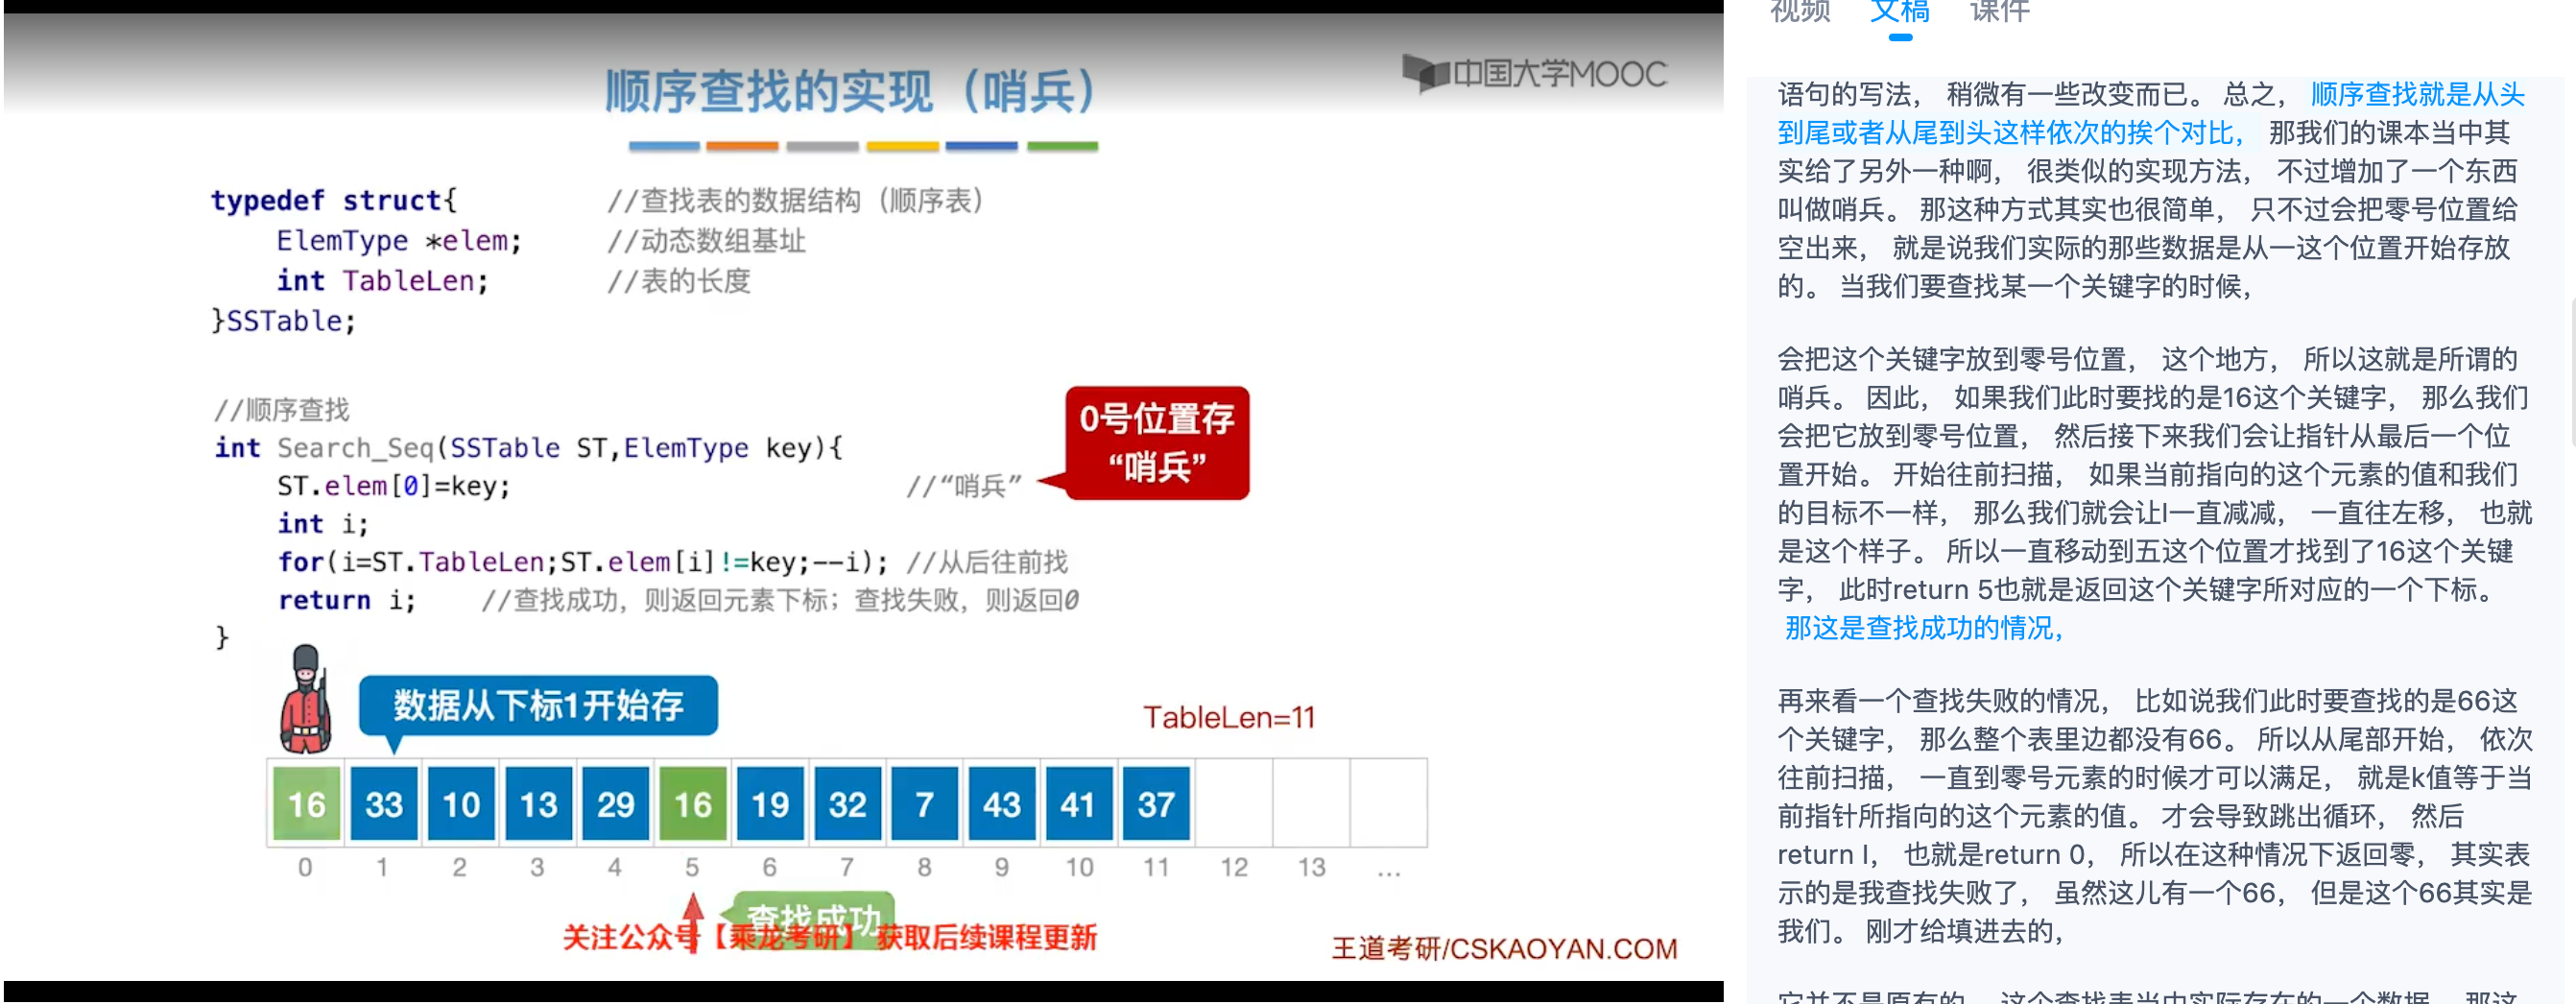 中国大学MOOC
顺序查找的实现（哨兵）
typedef struct{ //查找表的数据结构（顺序表）
ElemType *elem; //动态数组基址
int TableLen; //表的长度
}SSTable;
//顺序查找
int Search_Seq(SSTable ST,ElemType key){
ST.elem[0]=key; //“哨兵”
int i;
for(i=ST.TableLen;ST.elem[i]!=key;--i); //从后往前找
return i; //查找成功，则返回元素下标；查找失败，则返回0
}
0号位置存
“哨兵”
数据从下标1开始存
TableLen=11
16 33 10 13 29 16 19 32 7 43 41 37
0 1 2 3 4 5 6 7 8 9 10 11 12 13 ...
查找成功
关注公众号【乘龙考研】获取后续课程更新
王道考研/CSKAOYAN.COM
视频 文稿 课件
语句的写法， 稍微有一些改变而已。 总之， 顺序查找就是从头
到尾或者从尾到头这样依次的挨个对比， 那我们的课本当中其
实给了另外一种啊， 很类似的实现方法， 不过增加了一个东西
叫做哨兵。 那这种方式其实也很简单， 只不过会把零号位置给
空出来， 就是说我们实际的那些数据是从一这个位置开始存放
的。 当我们要查找某一个关键字的时候，
会把这个关键字放到零号位置， 这个地方， 所以这就是所谓的
哨兵。 因此， 如果我们此时要找的是16这个关键字， 那么我们
会把它放到零号位置， 然后接下来我们会让指针从最后一个位
置开始。 开始往前扫描， 如果当前指向的这个元素的值和我们
的目标不一样， 那么我们就会让I一直减减， 一直往左移， 也就
是这个样子。 所以一直移动到五这个位置才找到了16这个关键
字， 此时return 5也就是返回这个关键字所对应的一个下标。
那这是查找成功的情况，
再来看一个查找失败的情况， 比如说我们此时要查找的是66这
个关键字， 那么整个表里边都没有66。 所以从尾部开始， 依次
往前扫描， 一直到零号元素的时候才可以满足， 就是k值等于当
前指针所指向的这个元素的值。 才会导致跳出循环， 然后
return I， 也就是return 0， 所以在这种情况下返回零， 其实表
示的是我查找失败了， 虽然这儿有一个66， 但是这个66其实是
我们。 刚才给填进去的，
它并不是原有的， 这个查找表当中实际存在的一个数据， 那这